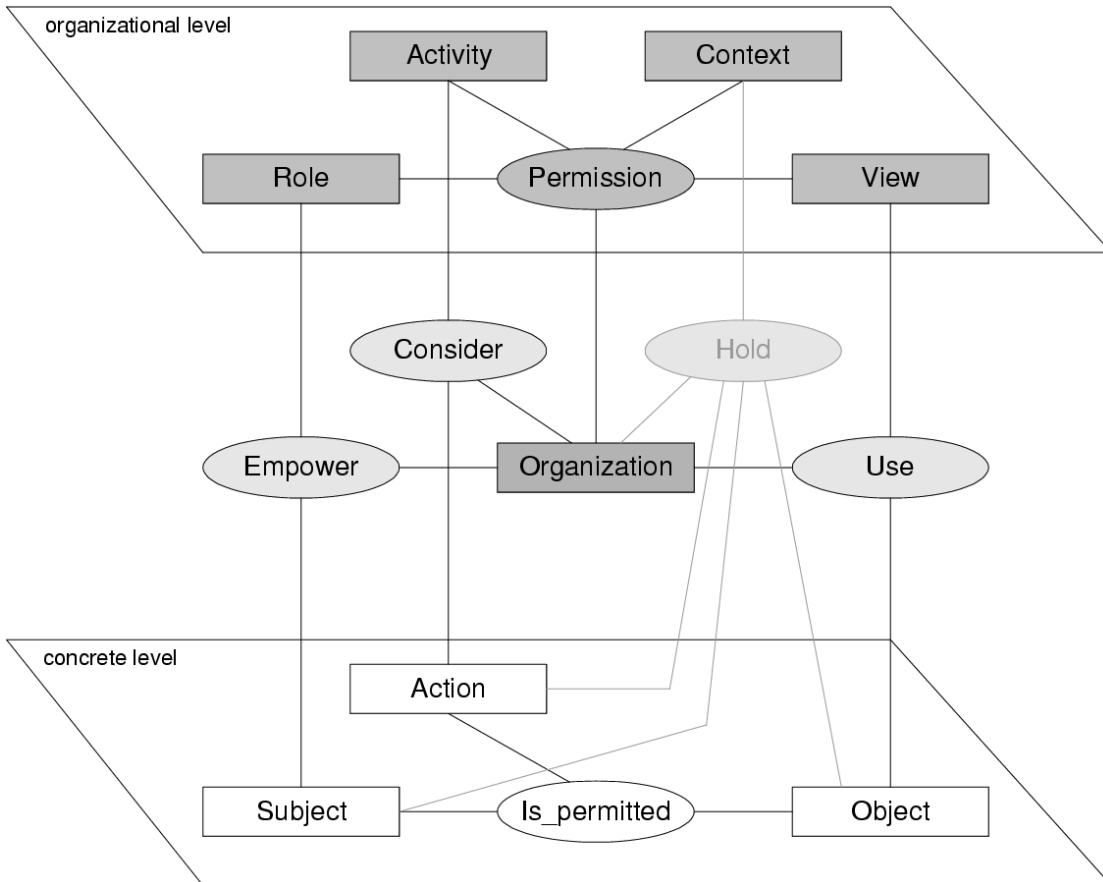 organizational level
Activity
Context
Role
Permission
View
Consider
Hold
Empower
Organization
Use
concrete level
Action
Subject
Is_permitted
Object